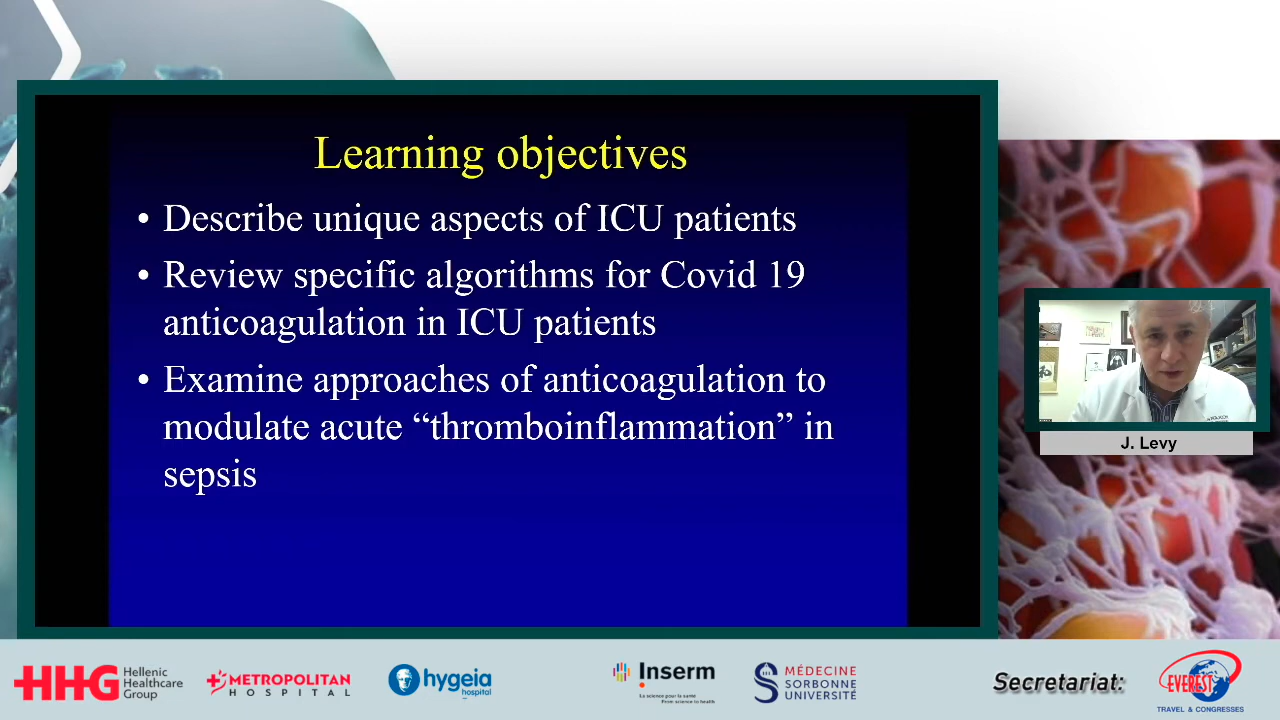 Learning objectives
• Describe unique aspects of ICU patients
• Review specific algorithms for Covid 19
anticoagulation in ICU patients
• Examine approaches of anticoagulation to
modulate acute “thromboinflammation” in
sepsis
J. Levy
HHG Hellenic
Healthcare
Group
METROPOLITAN
HOSPITAL
hygeia
hospital
Inserm
La science pour la santé
From science to health
MÉDECINE
SORBONNE
UNIVERSITÉ
Secretariat:
EVEREST
TRAVEL & CONGRESSES